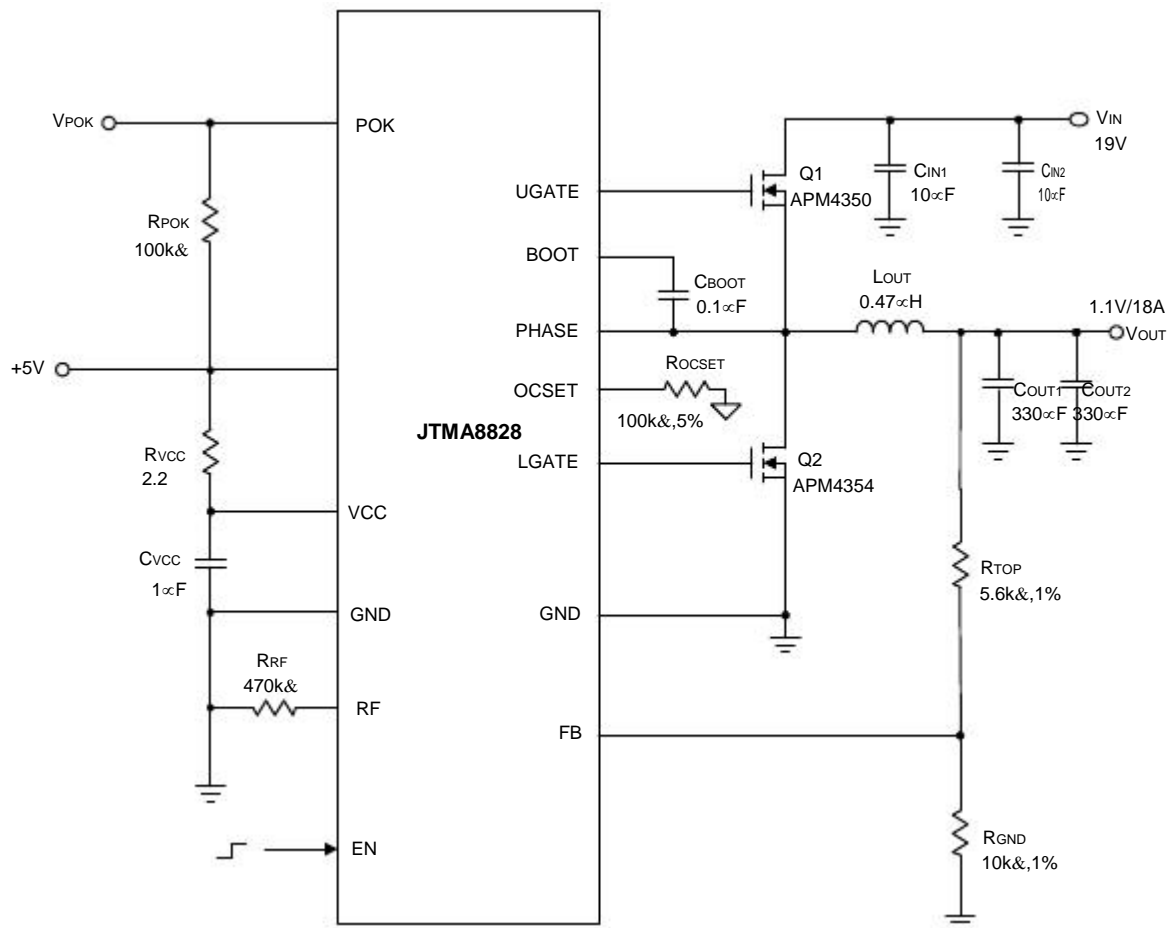 VPOK
POK
RPOK
100k&
+5V
RVCC
2.2
VCC
CVCC
1∝F
GND
RRF
470k&
RF
EN
JTMA8828
UGATE
BOOT
PHASE
OCSET
LGATE
GND
FB
Q1
APM4350
CBOOT
0.1∝F
ROCSET
100k&,5%
Q2
APM4354
CIN1
10∝F
CIN2
10∝F
VIN
19V
LOUT
0.47∝H
1.1V/18A
VOUT
COUT1
330∝F
COUT2
330∝F
RTOP
5.6k&,1%
RGND
10k&,1%